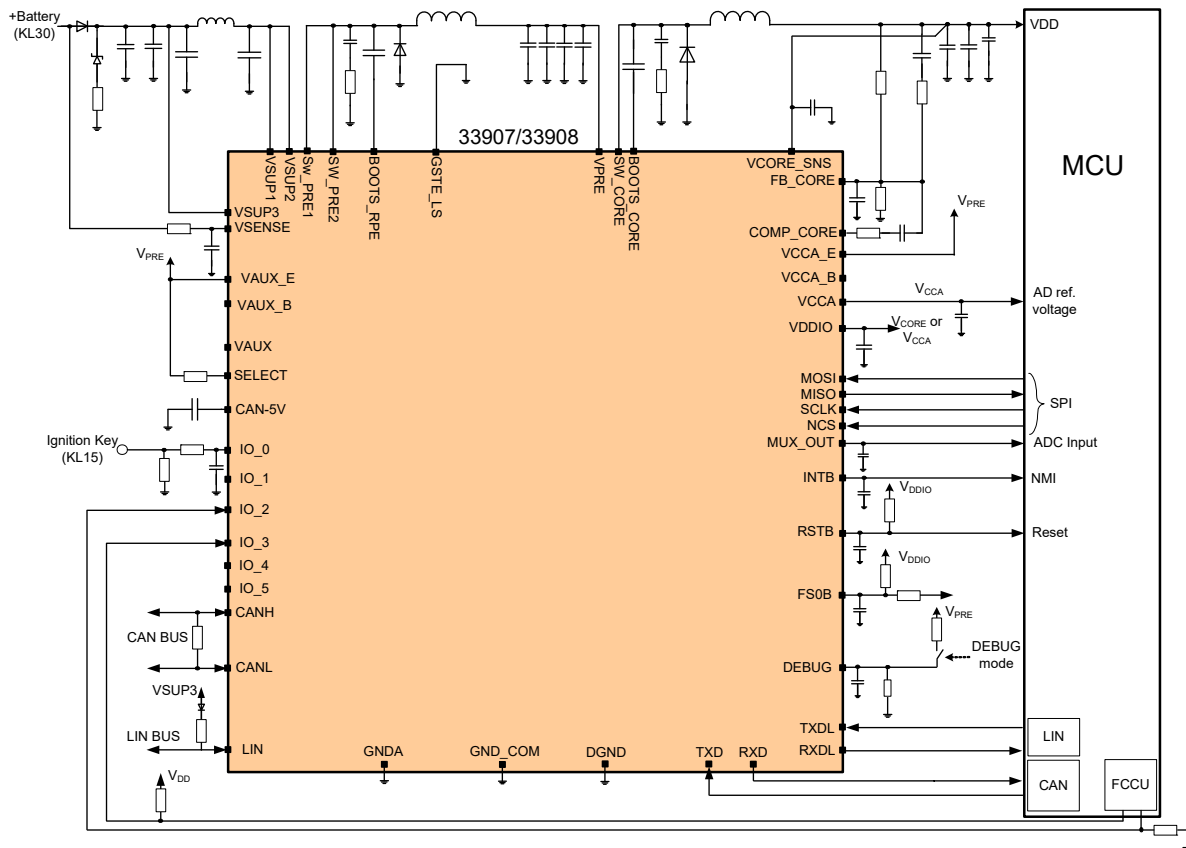 +Battery
(KL30)
33907/33908
VDD
MCU
VSUP1
VSUP2
Sw_PRE1
SW_PRE2
BOOTS_RPE
GSTE_LS
VPRE
SW_CORE
BOOTS_CORE
VCORE_SNS
FB_CORE
COMP_CORE
VPRE
VCCA_E
VCCA_B
VCCA
VCCA
AD ref.
voltage
VDDIO
VCORE or
VCCA
MOSI
MISO
SCLK
NCS
SPI
MUX_OUT
ADC Input
INTB
NMI
VDDIO
RSTB
Reset
VDDIO
FS0B
VPRE
DEBUG
DEBUG
mode
TXDL
RXDL
LIN
CAN
FCCU
VSUP3
VSENSE
VPRE
VAUX_E
VAUX_B
VAUX
SELECT
CAN-5V
Ignition Key
(KL15)
IO_0
IO_1
IO_2
IO_3
IO_4
IO_5
CANH
CAN BUS
CANL
VSUP3
LIN BUS
LIN
VDD
GNDA
GND_COM
DGND
TXD
RXD